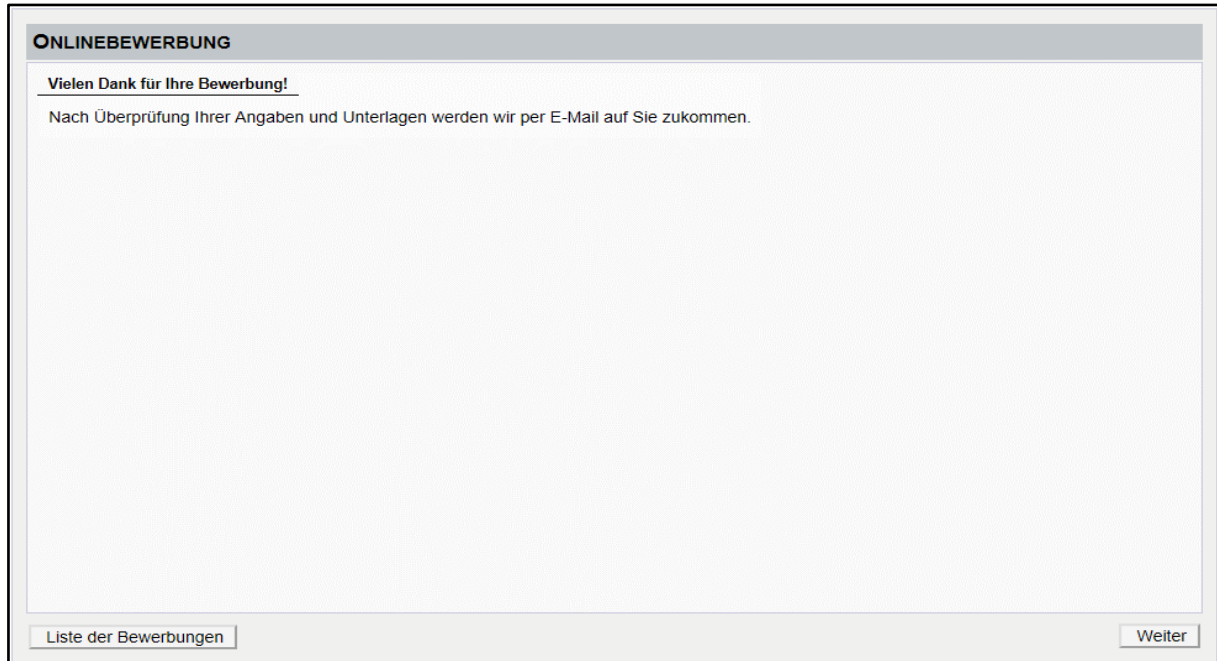 ONLINEBEWERBUNG
Vielen Dank für Ihre Bewerbung!
Nach Überprüfung Ihrer Angaben und Unterlagen werden wir per E-Mail auf Sie zukommen.
Liste der Bewerbungen
Weiter